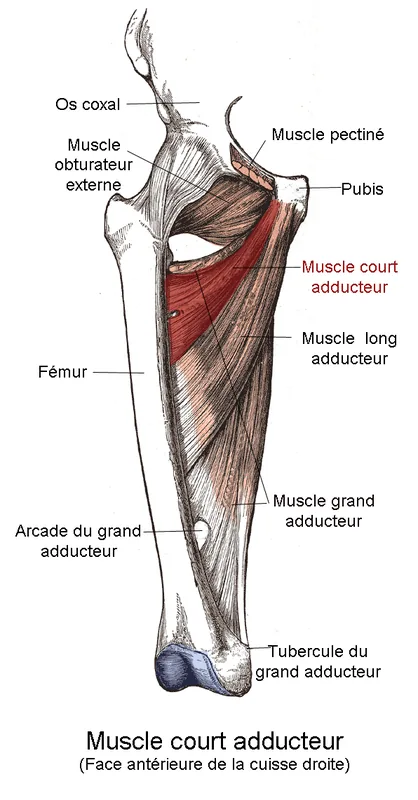 Os coxal
Muscle pectiné
Muscle
obturateur
externe
Pubis
Muscle court
adducteur
Muscle long
adducteur
Fémur
Muscle grand
adducteur
Arcade du grand
adducteur
Tubercule du
grand adducteur
Muscle court adducteur
(Face antérieure de la cuisse droite)